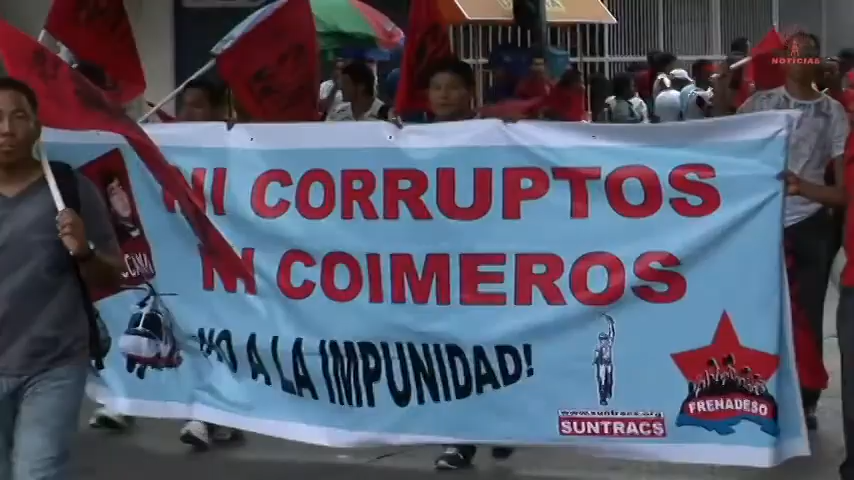 NOTICIAS
NI CORRUPTOS
NI COIMEROS
NO A LA IMPUNIDAD!
www.suntracs.org
SUNTRACS
FRENADESO